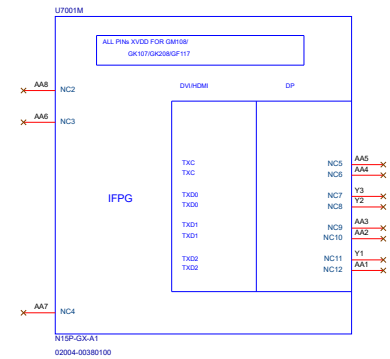 U7001M
ALL PINs XVDD FOR GM108/
GK107/GK208/GF117
DVI/HDMI DP
AA8 NC2
AA6 NC3
TXC NC5 AA5
TXC NC6 AA4
IFPG
TXD0 NC7 Y3
TXD0 NC8 Y2
TXD1 NC9 AA3
TXD1 NC10 AA2
TXD2 NC11 Y1
TXD2 NC12 AA1
AA7 NC4
N15P-GX-A1
02004-00380100